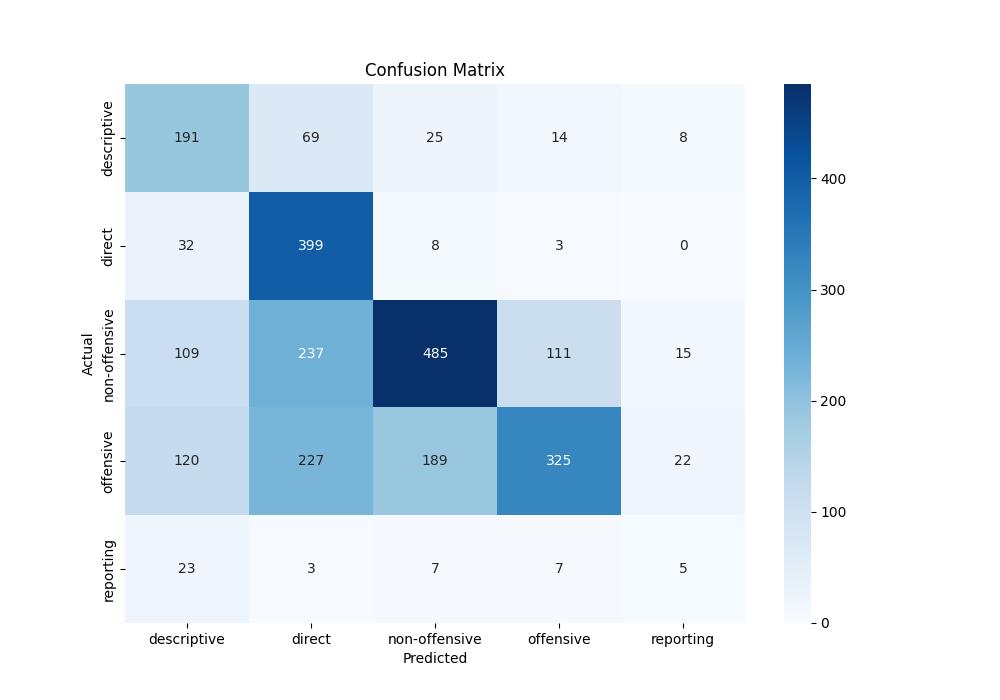 Confusion Matrix
descriptive 191 69 25 14 8
direct 32 399 8 3 0
non-offensive 109 237 485 111 15
offensive 120 227 189 325 22
reporting 23 3 7 7 5
Actual
descriptive direct non-offensive offensive reporting
Predicted
400
300
200
100
0